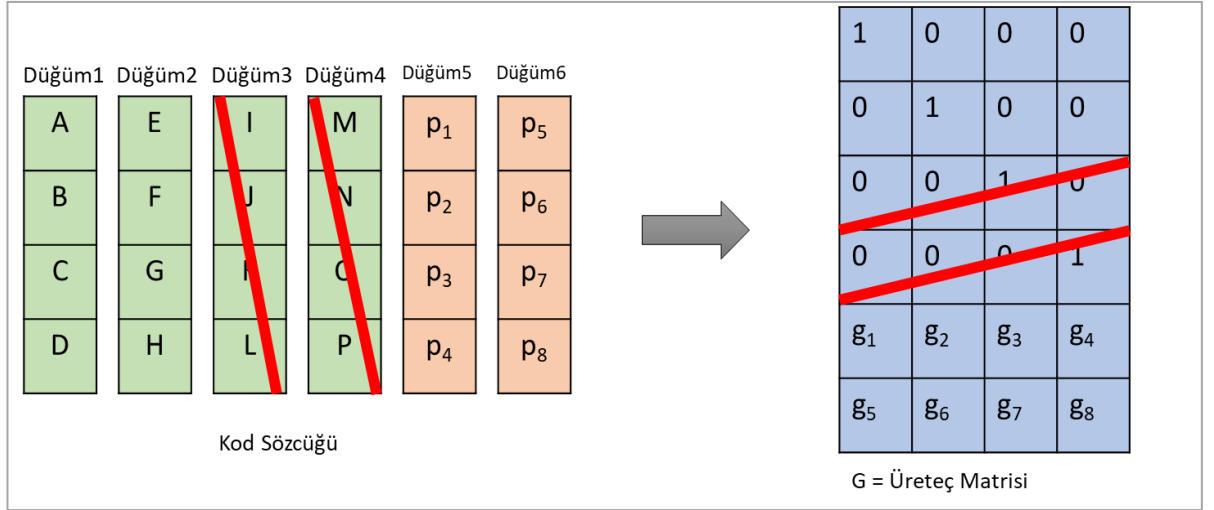 Düğüm1 Düğüm2 Düğüm3 Düğüm4 Düğüm5 Düğüm6
A E I M p₁ p₅
B F J N p₂ p₆
C G p₃ p₇
D H L P p₄ p₈
Kod Sözcüğü
1 0 0 0
0 1 0 0
0 0 1 0
0 0 0 1
g₁ g₂ g₃ g₄
g₅ g₆ g₇ g₈
G = Üreteç Matrisi